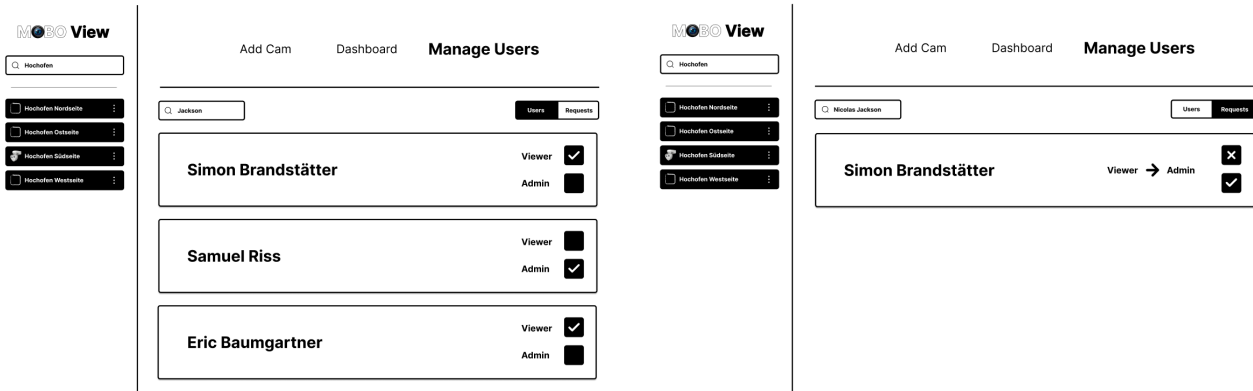 MOBO View
Hochofen
Hochofen Nordseite
Hochofen Ostseite
Hochofen Südseite
Hochofen Westseite
Add Cam Dashboard Manage Users
Jackson
Users Requests
Simon Brandstätter
Viewer
Admin
Samuel Riss
Viewer
Admin
Eric Baumgartner
Viewer
Admin
MOBO View
Hochofen
Hochofen Nordseite
Hochofen Ostseite
Hochofen Südseite
Hochofen Westseite
Add Cam Dashboard Manage Users
Nicolas Jackson
Users Requests
Simon Brandstätter
Viewer → Admin